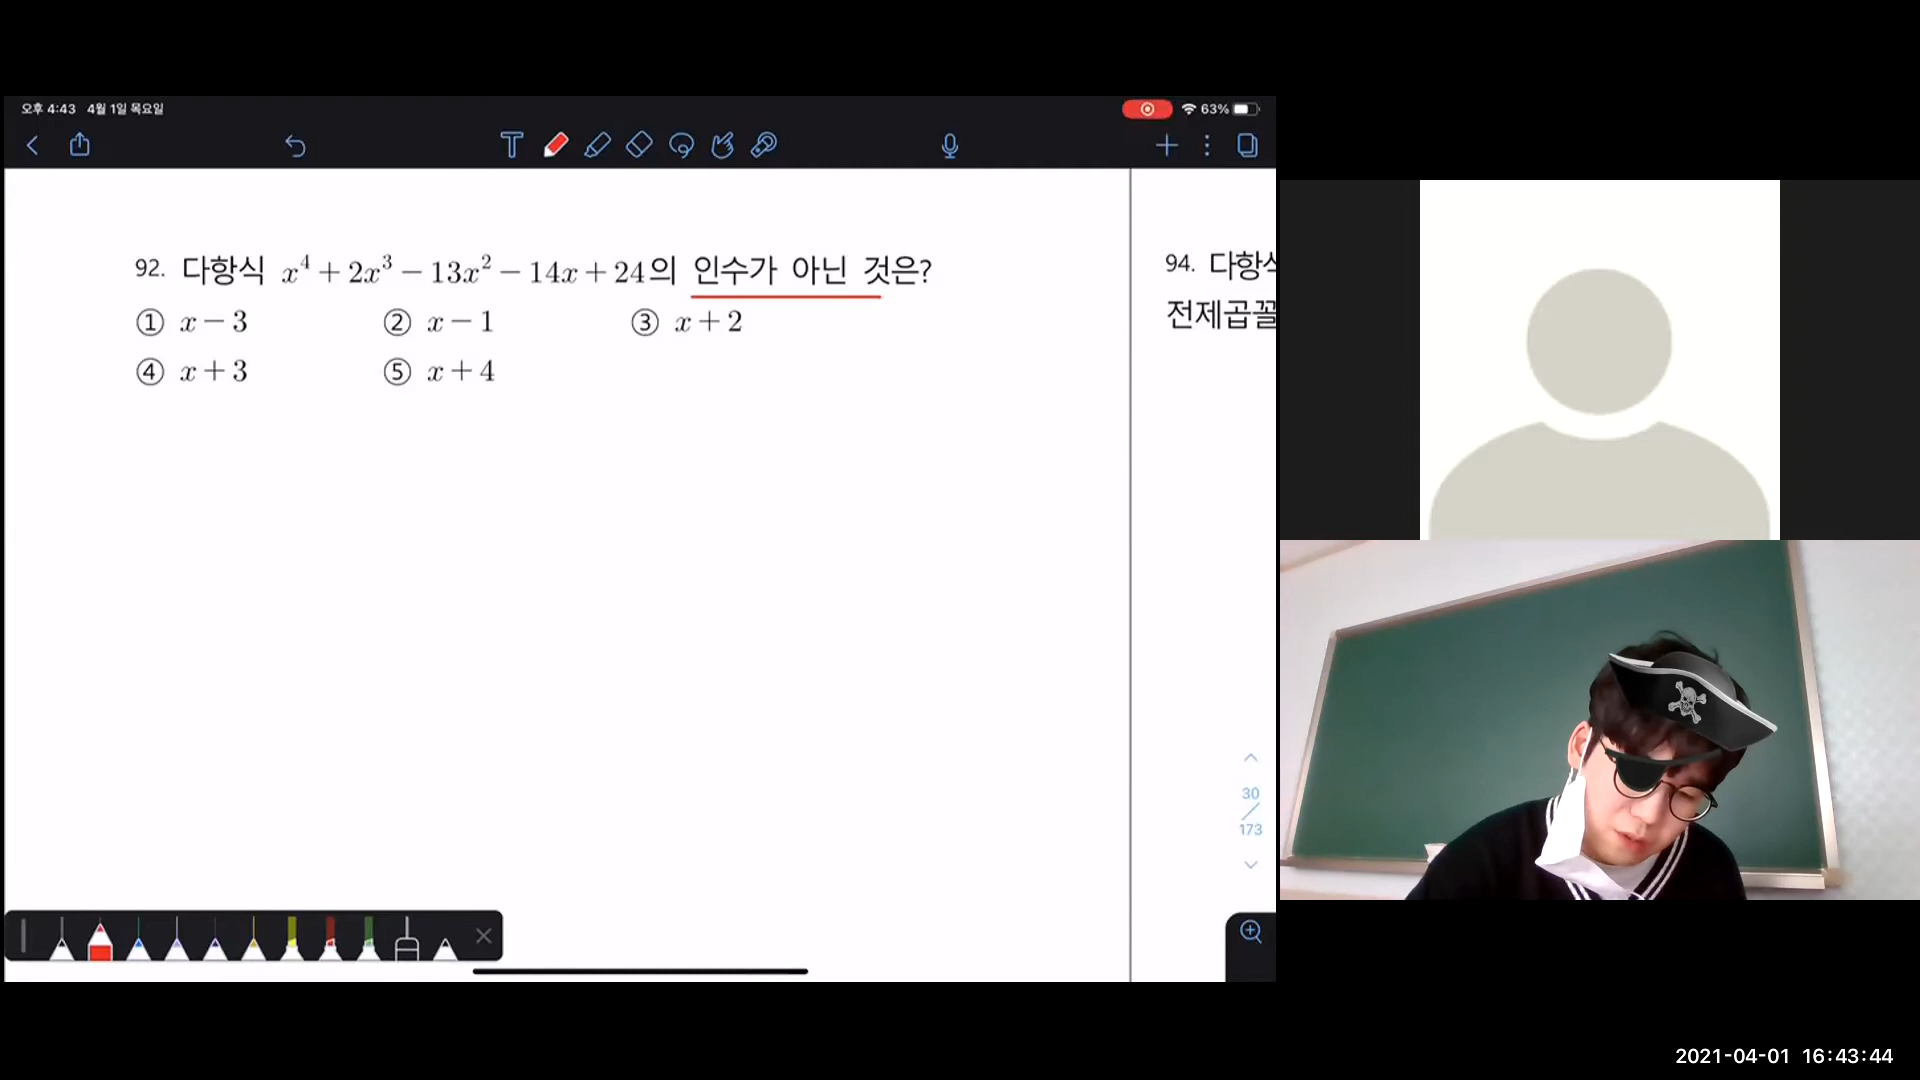 오후 4:43 4월 1일 목요일
63%
92. 다항식 x⁴ + 2x³ − 13x² − 14x + 24의 인수가 아닌 것은?
① x − 3 ② x − 1 ③ x + 2
④ x + 3 ⑤ x + 4
94. 다항식
전제곱꼴
30
173
2021-04-01 16:43:44